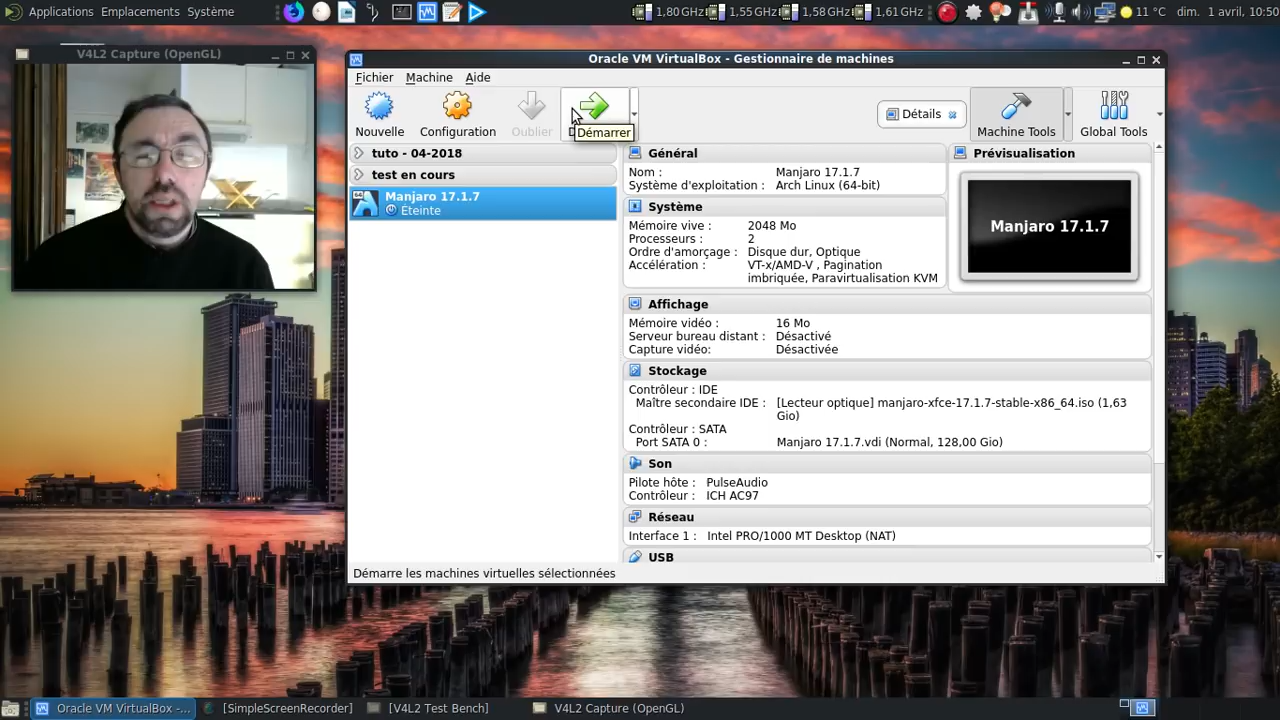 Applications Emplacements Système
1,80 GHz 1,55 GHz 1,58 GHz 1,61 GHz 11 °C dim. 1 avril, 10:50
V4L2 Capture (OpenGL)
Oracle VM VirtualBox - Gestionnaire de machines
Fichier Machine Aide
Nouvelle Configuration Oublier
Démarrer
Détails
Machine Tools
Global Tools
tuto - 04-2018
test en cours
64
Manjaro 17.1.7
Éteinte
Général
Nom : Manjaro 17.1.7
Système d'exploitation : Arch Linux (64-bit)
Système
Mémoire vive : 2048 Mo
Processeurs : 2
Ordre d'amorçage : Disque dur, Optique
Accélération : VT-x/AMD-V , Pagination
imbriquée, Paravirtualisation KVM
Prévisualisation
Manjaro 17.1.7
Affichage
Mémoire vidéo : 16 Mo
Serveur bureau distant : Désactivé
Capture vidéo: Désactivée
Stockage
Contrôleur : IDE
Maître secondaire IDE : [Lecteur optique] manjaro-xfce-17.1.7-stable-x86_64.iso (1,63
Gio)
Contrôleur : SATA
Port SATA 0 : Manjaro 17.1.7.vdi (Normal, 128,00 Gio)
Son
Pilote hôte : PulseAudio
Contrôleur : ICH AC97
Réseau
Interface 1 : Intel PRO/1000 MT Desktop (NAT)
USB
Démarre les machines virtuelles sélectionnées
Oracle VM VirtualBox -... [SimpleScreenRecorder] [V4L2 Test Bench] V4L2 Capture (OpenGL)